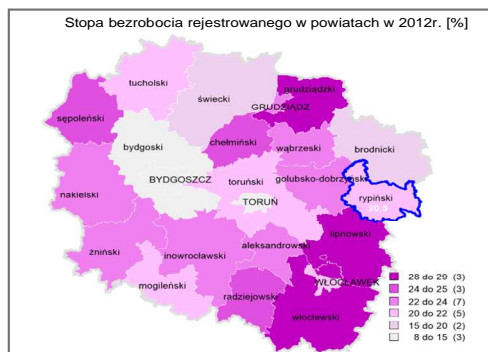 Stopa bezrobocia rejestrowanego w powiatach w 2012r. [%]
tucholski
świecki
grudziądzki
GRUDZIĄDZ
sępoleński
chełmiński
bydgoski
wąbrzeski
brodnicki
BYDGOSZCZ
toruński
golubsko-dobrzyński
nakielski
TORUŃ
rypiński
20,5
lipnowski
żniński
inowrocławski
aleksandrowski
mogileński
WŁOCŁAWEK
radziejowski
włocławski
28 do 29 (3)
24 do 25 (3)
22 do 24 (7)
20 do 22 (5)
15 do 20 (2)
8 do 15 (3)